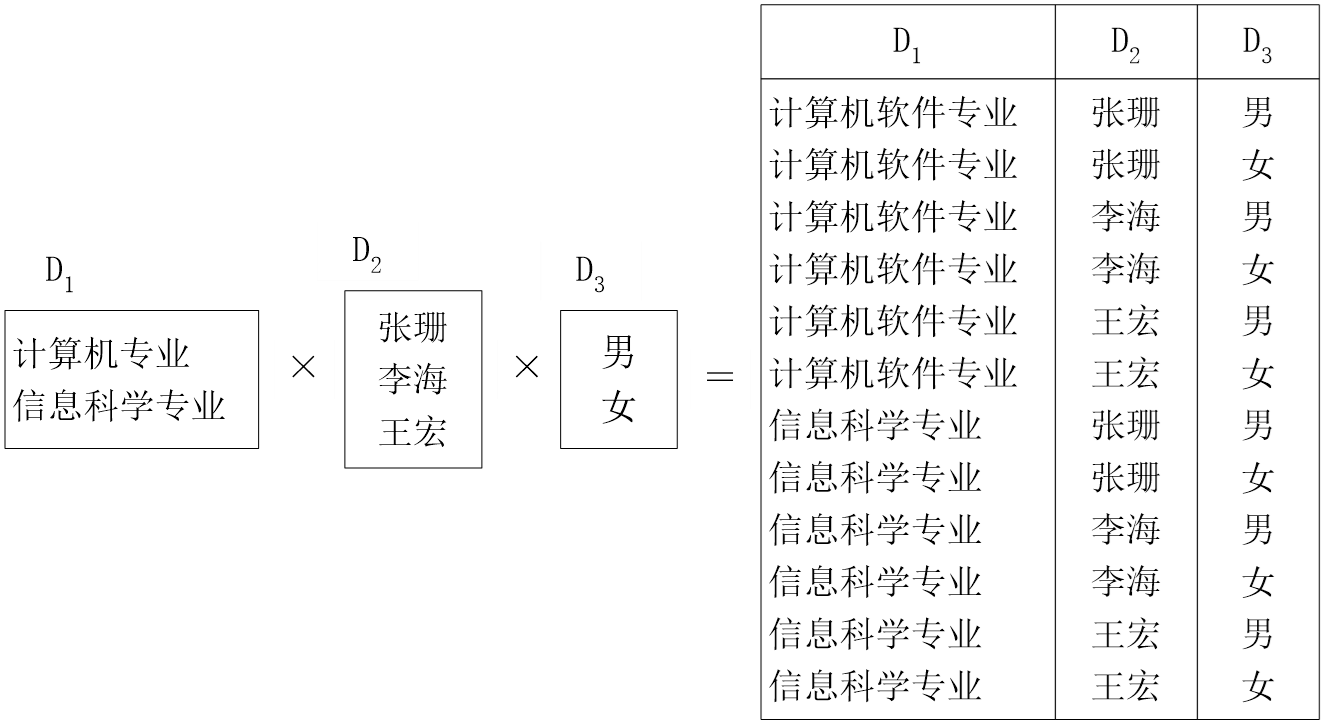 D1
计算机专业
信息科学专业
×
D2
张珊
李海
王宏
×
D3
男
女
=
D1 D2 D3
计算机软件专业 张珊 男
计算机软件专业 张珊 女
计算机软件专业 李海 男
计算机软件专业 李海 女
计算机软件专业 王宏 男
计算机软件专业 王宏 女
信息科学专业 张珊 男
信息科学专业 张珊 女
信息科学专业 李海 男
信息科学专业 李海 女
信息科学专业 王宏 男
信息科学专业 王宏 女